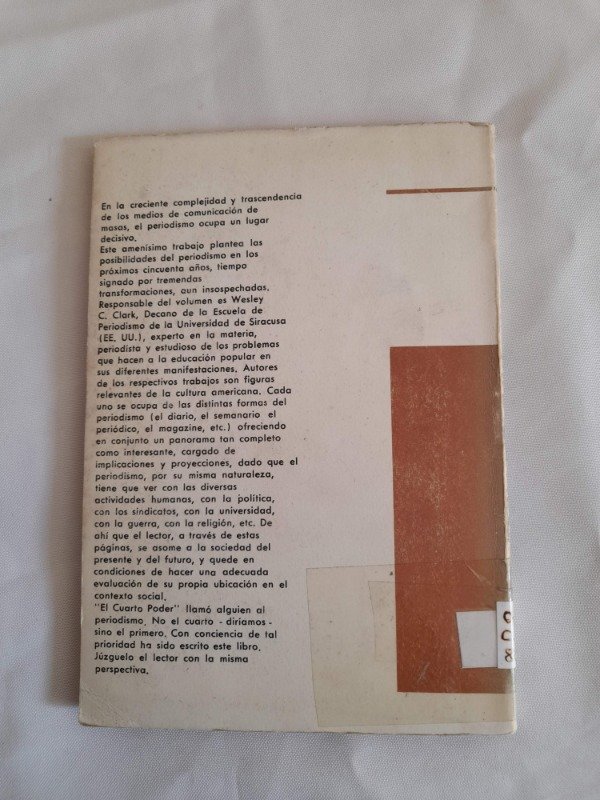 En la creciente complejidad y trascendencia
de los medios de comunicación de
masas, el periodismo ocupa un lugar
decisivo.
Este amenísimo trabajo plantea las
posibilidades del periodismo en los
próximos cincuenta años, tiempo
signado por tremendas
transformaciones, aun insospechadas.
Responsable del volumen es Wesley
C. Clark, Decano de la Escuela de
Periodismo de la Universidad de Siracusa
(EE. UU.), experto en la materia,
periodista y estudioso de los problemas
que hacen a la educación popular en
sus diferentes manifestaciones. Autores
de los respectivos trabajos son figuras
relevantes de la cultura americana. Cada
uno se ocupa de las distintas formas del
periodismo (el diario, el semanario el
periódico, el magazine, etc.) ofreciendo
en conjunto un panorama tan completo
como interesante, cargado de
implicaciones y proyecciones, dado que el
periodismo, por su misma naturaleza,
tiene que ver con las diversas
actividades humanas, con la política,
con los sindicatos, con la universidad,
con la guerra, con la religión, etc. De
ahí que el lector, a través de estas
páginas, se asome a la sociedad del
presente y del futuro, y quede en
condiciones de hacer una adecuada
evaluación de su propia ubicación en el
contexto social.
"El Cuarto Poder" llamó alguien al
periodismo. No el cuarto - diríamos -
sino el primero. Con conciencia de tal
prioridad ha sido escrito este libro.
Júzguelo el lector con la misma
perspectiva.